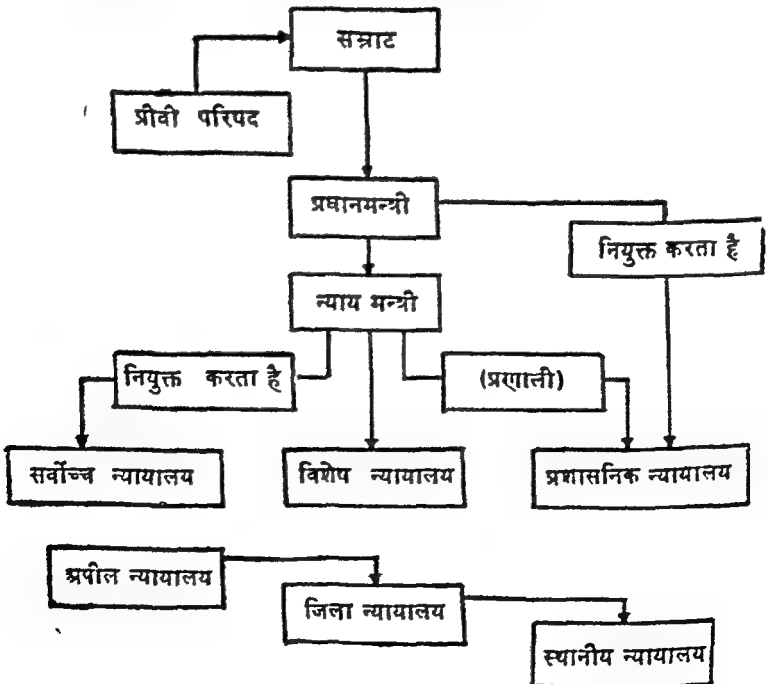 सम्राट
प्रीवी परिषद
प्रधानमन्त्री
नियुक्त करता है
न्याय मन्त्री
नियुक्त करता है
(प्रणाली)
सर्वोच्च न्यायालय
विशेष न्यायालय
प्रशासनिक न्यायालय
अपील न्यायालय
जिला न्यायालय
स्थानीय न्यायालय